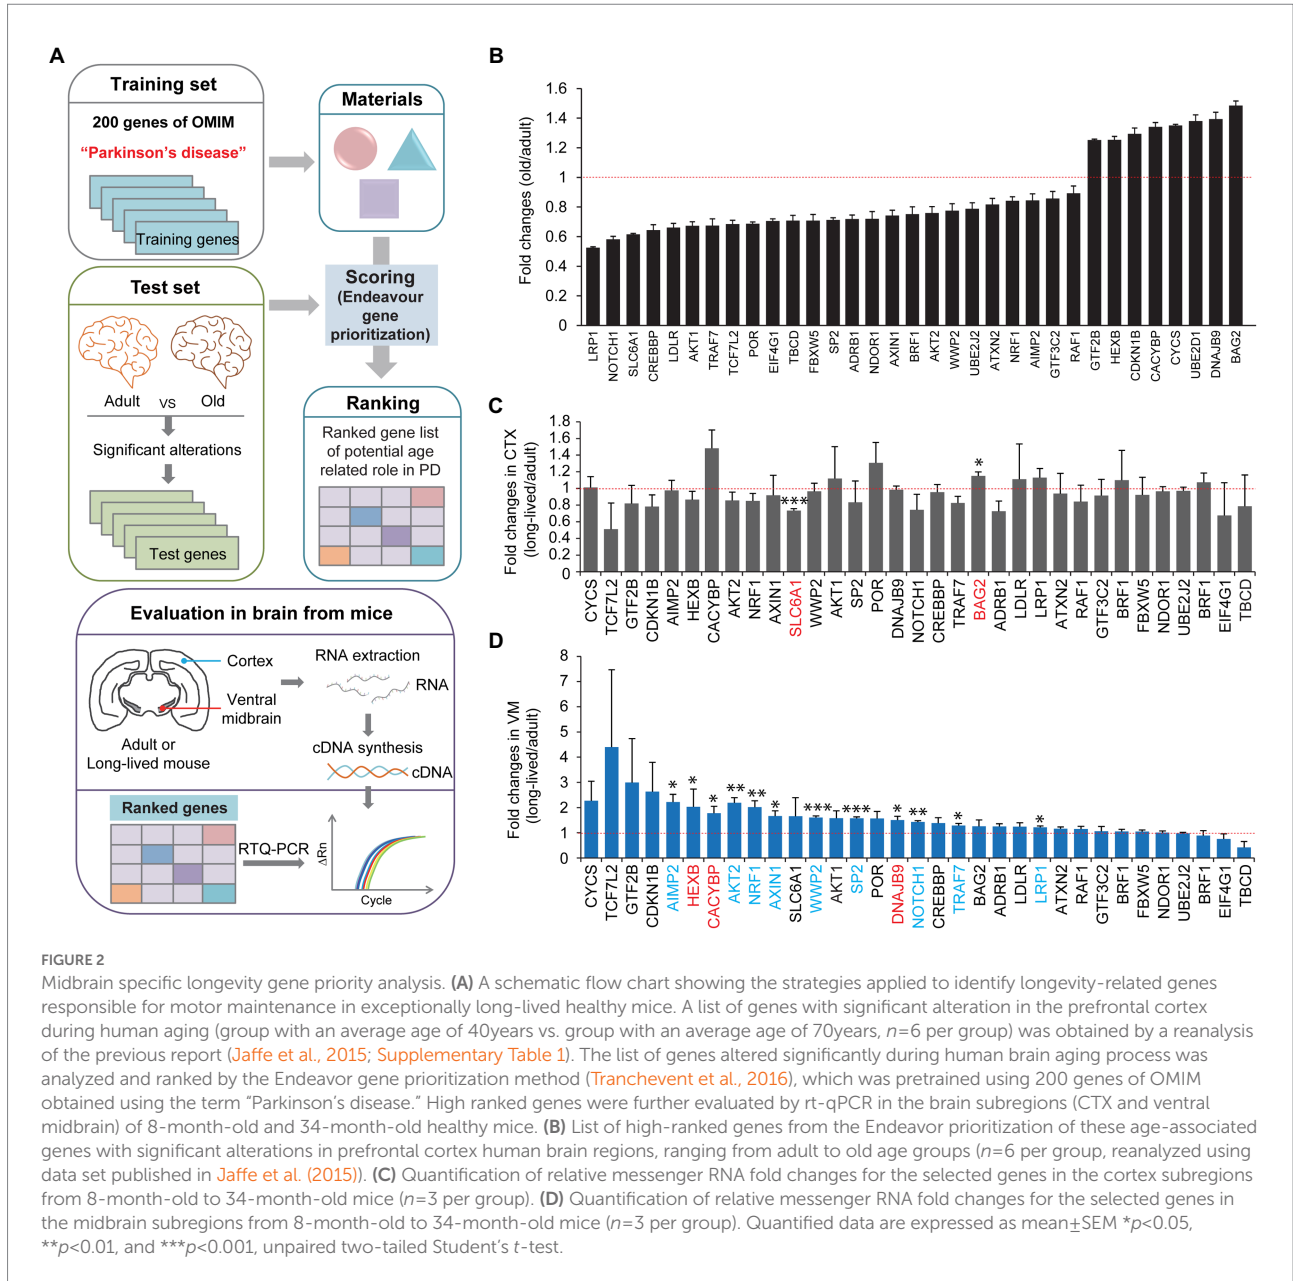 A
Training set
200 genes of OMIM
“Parkinson’s disease”
Training genes
Materials
Test set
Adult vs Old
Significant alterations
Test genes
Scoring
(Endeavour
gene
prioritization)
Ranking
Ranked gene list
of potential age
related role in PD
Evaluation in brain from mice
Cortex
Ventral
midbrain
Adult or
Long-lived mouse
RNA extraction
RNA
cDNA synthesis
cDNA
Ranked genes
RTQ-PCR
ΔRn
Cycle
B
Fold changes (old/adult)
1.6
1.4
1.2
1
0.8
0.6
0.4
0.2
0
LRP1 NOTCH1 SLC6A1 CREBBP LDLR AKT1 TRAF7 TCF7L2 POR EIF4G1 TBCD FBXW5 SP2 ADRB1 NDOR1 AXIN1 BRF1 AKT2 WWP2 UBE2J2 ATXN2 NRF1 AIMP2 GTF3C2 RAF1 GTF2B HEXB CDKN1B CACYBP CYCS UBE2D1 DNAJB9 BAG2
C
Fold changes in CTX
(long-lived/adult)
1.8
1.6
1.4
1.2
1
0.8
0.6
0.4
0.2
0
*** *
CYCS TCF7L2 GTF2B CDKN1B AIMP2 HEXB CACYBP AKT2 NRF1 AXIN1 SLC6A1 WWP2 AKT1 SP2 POR DNAJB9 NOTCH1 CREBBP TRAF7 BAG2 ADRB1 LDLR LRP1 ATXN2 RAF1 GTF3C2 BRF1 FBXW5 NDOR1 UBE2J2 BRF1 EIF4G1 TBCD
D
Fold changes in VM
(long-lived/adult)
8
7
6
5
4
3
2
1
0
* * * ** ** * *** *** * ** * *
CYCS TCF7L2 GTF2B CDKN1B AIMP2 HEXB CACYBP AKT2 NRF1 AXIN1 SLC6A1 WWP2 AKT1 SP2 POR DNAJB9 NOTCH1 CREBBP TRAF7 BAG2 ADRB1 LDLR LRP1 ATXN2 RAF1 GTF3C2 BRF1 FBXW5 NDOR1 UBE2J2 BRF1 EIF4G1 TBCD
FIGURE 2
Midbrain specific longevity gene priority analysis. (A) A schematic flow chart showing the strategies applied to identify longevity-related genes
responsible for motor maintenance in exceptionally long-lived healthy mice. A list of genes with significant alteration in the prefrontal cortex
during human aging (group with an average age of 40years vs. group with an average age of 70years, n=6 per group) was obtained by a reanalysis
of the previous report (Jaffe et al., 2015; Supplementary Table 1). The list of genes altered significantly during human brain aging process was
analyzed and ranked by the Endeavor gene prioritization method (Tranchevent et al., 2016), which was pretrained using 200 genes of OMIM
obtained using the term “Parkinson’s disease.” High ranked genes were further evaluated by rt-qPCR in the brain subregions (CTX and ventral
midbrain) of 8-month-old and 34-month-old healthy mice. (B) List of high-ranked genes from the Endeavor prioritization of these age-associated
genes with significant alterations in prefrontal cortex human brain regions, ranging from adult to old age groups (n=6 per group, reanalyzed using
data set published in Jaffe et al. (2015)). (C) Quantification of relative messenger RNA fold changes for the selected genes in the cortex subregions
from 8-month-old to 34-month-old mice (n=3 per group). (D) Quantification of relative messenger RNA fold changes for the selected genes in
the midbrain subregions from 8-month-old to 34-month-old mice (n=3 per group). Quantified data are expressed as mean±SEM *p<0.05,
**p<0.01, and ***p<0.001, unpaired two-tailed Student’s t-test.